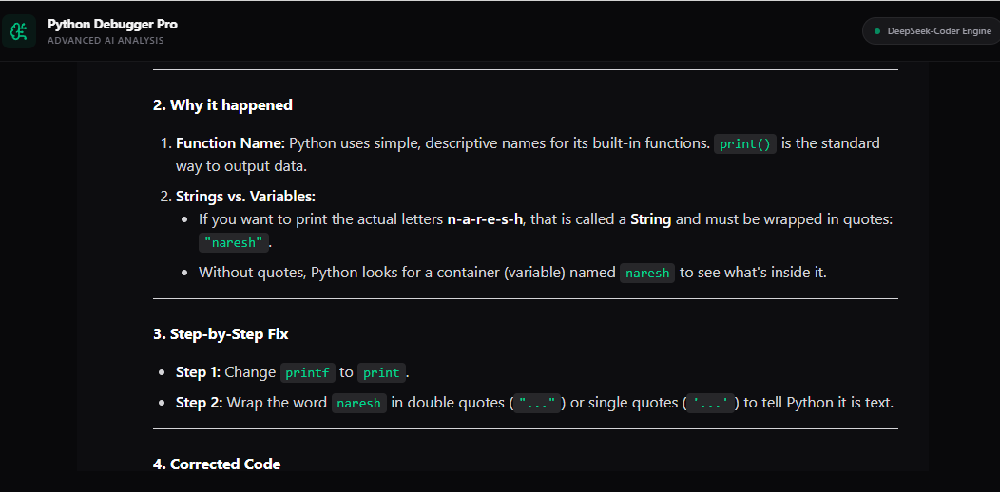 Python Debugger Pro
ADVANCED AI ANALYSIS
DeepSeek-Coder Engine
2. Why it happened
1. Function Name: Python uses simple, descriptive names for its built-in functions. print() is the standard
way to output data.
2. Strings vs. Variables:
• If you want to print the actual letters n-a-r-e-s-h, that is called a String and must be wrapped in quotes:
"naresh".
• Without quotes, Python looks for a container (variable) named naresh to see what's inside it.
3. Step-by-Step Fix
• Step 1: Change printf to print.
• Step 2: Wrap the word naresh in double quotes ("...") or single quotes ('...') to tell Python it is text.
4. Corrected Code